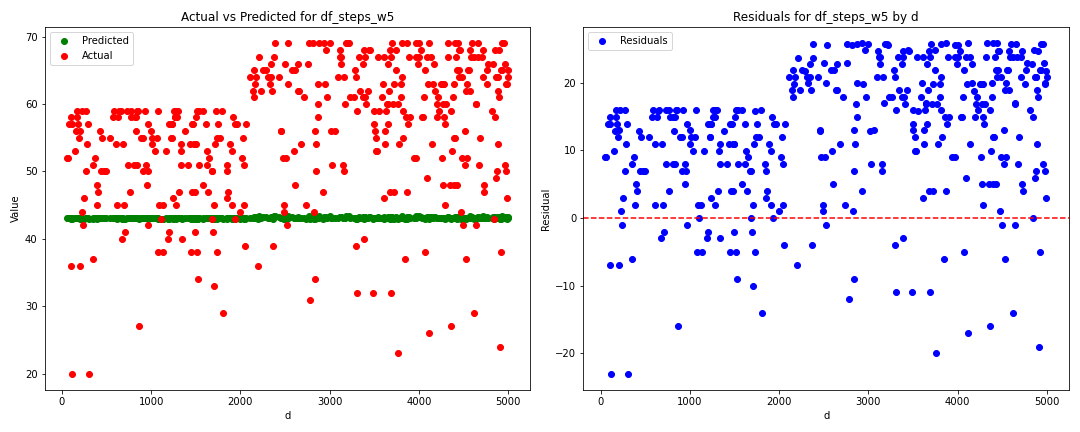 Actual vs Predicted for df_steps_w5
Predicted
Actual
Value
70
60
50
40
30
20
0
1000
2000
3000
4000
5000
d
Residuals for df_steps_w5 by d
Residuals
Residual
20
10
0
−10
−20
0
1000
2000
3000
4000
5000
d